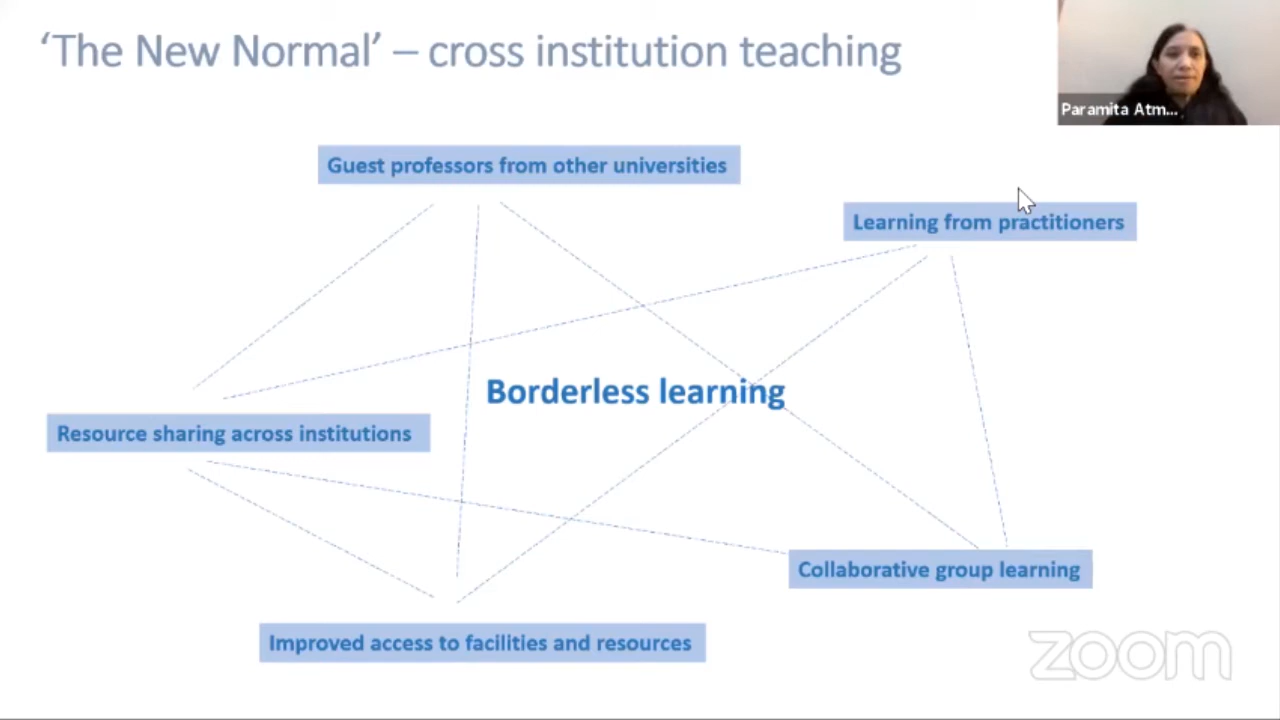 ‘The New Normal’ – cross institution teaching
Paramita Atm...
Guest professors from other universities
Learning from practitioners
Borderless learning
Resource sharing across institutions
Collaborative group learning
Improved access to facilities and resources
zoom